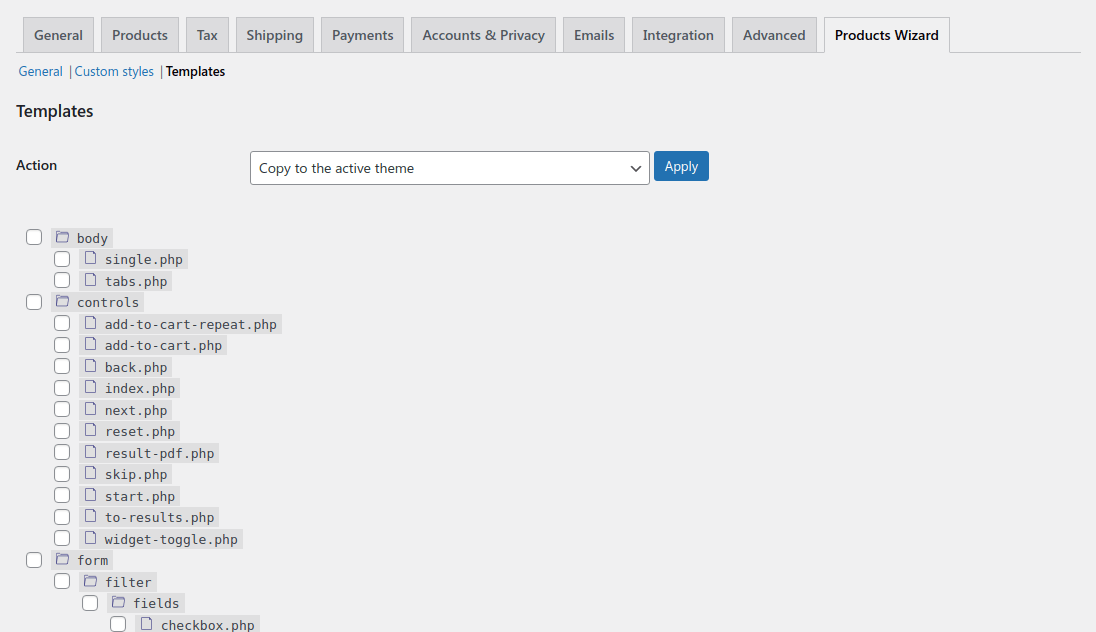 General Products Tax Shipping Payments Accounts & Privacy Emails Integration Advanced Products Wizard
General | Custom styles | Templates
Templates
Action Copy to the active theme Apply
body
single.php
tabs.php
controls
add-to-cart-repeat.php
add-to-cart.php
back.php
index.php
next.php
reset.php
result-pdf.php
skip.php
start.php
to-results.php
widget-toggle.php
form
filter
fields
checkbox.php